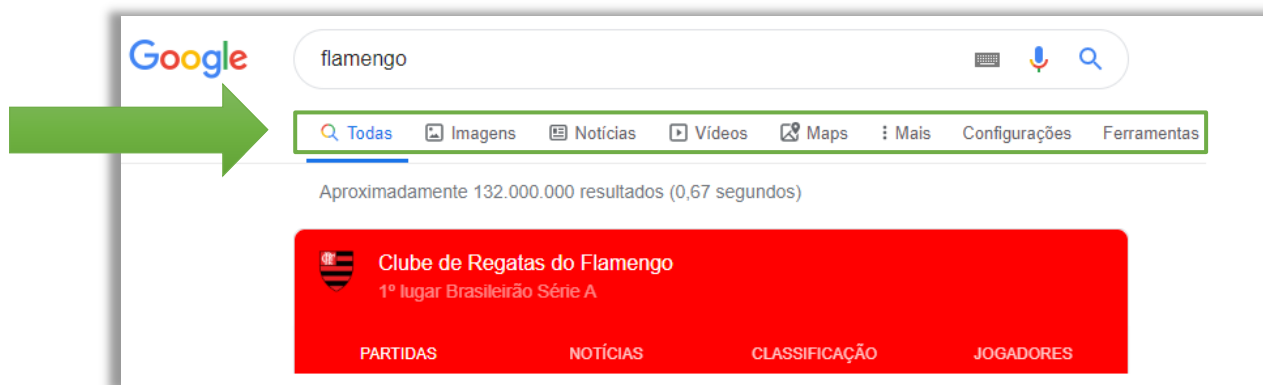 Google
flamengo
Todas Imagens Notícias Vídeos Maps Mais Configurações Ferramentas
Aproximadamente 132.000.000 resultados (0,67 segundos)
Clube de Regatas do Flamengo
1º lugar Brasileirão Série A
PARTIDAS NOTÍCIAS CLASSIFICAÇÃO JOGADORES